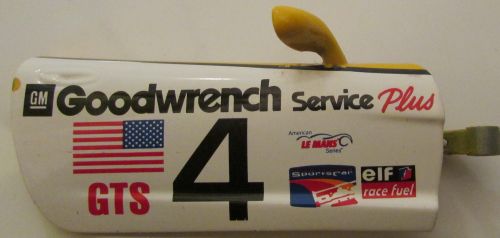 GM Goodwrench Service Plus
American
LE MANS
Series
GTS
4
SportsCar
elf
race fuel